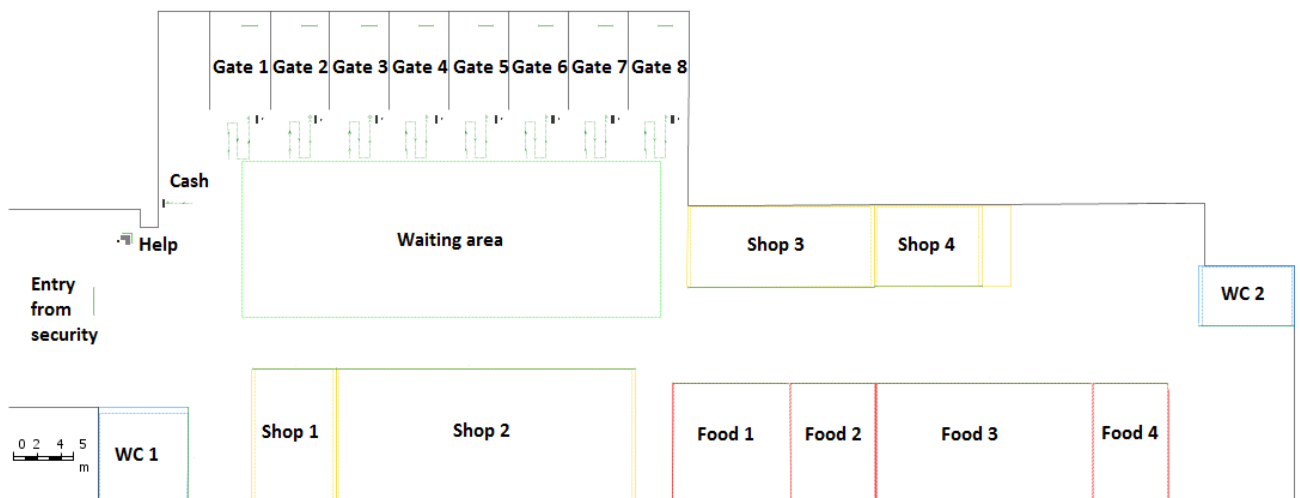 Gate 1 Gate 2 Gate 3 Gate 4 Gate 5 Gate 6 Gate 7 Gate 8
Cash
Help
Waiting area
Shop 3
Shop 4
Entry
from
security
WC 2
Shop 1
Shop 2
Food 1
Food 2
Food 3
Food 4
WC 1
0 2 4 5
m